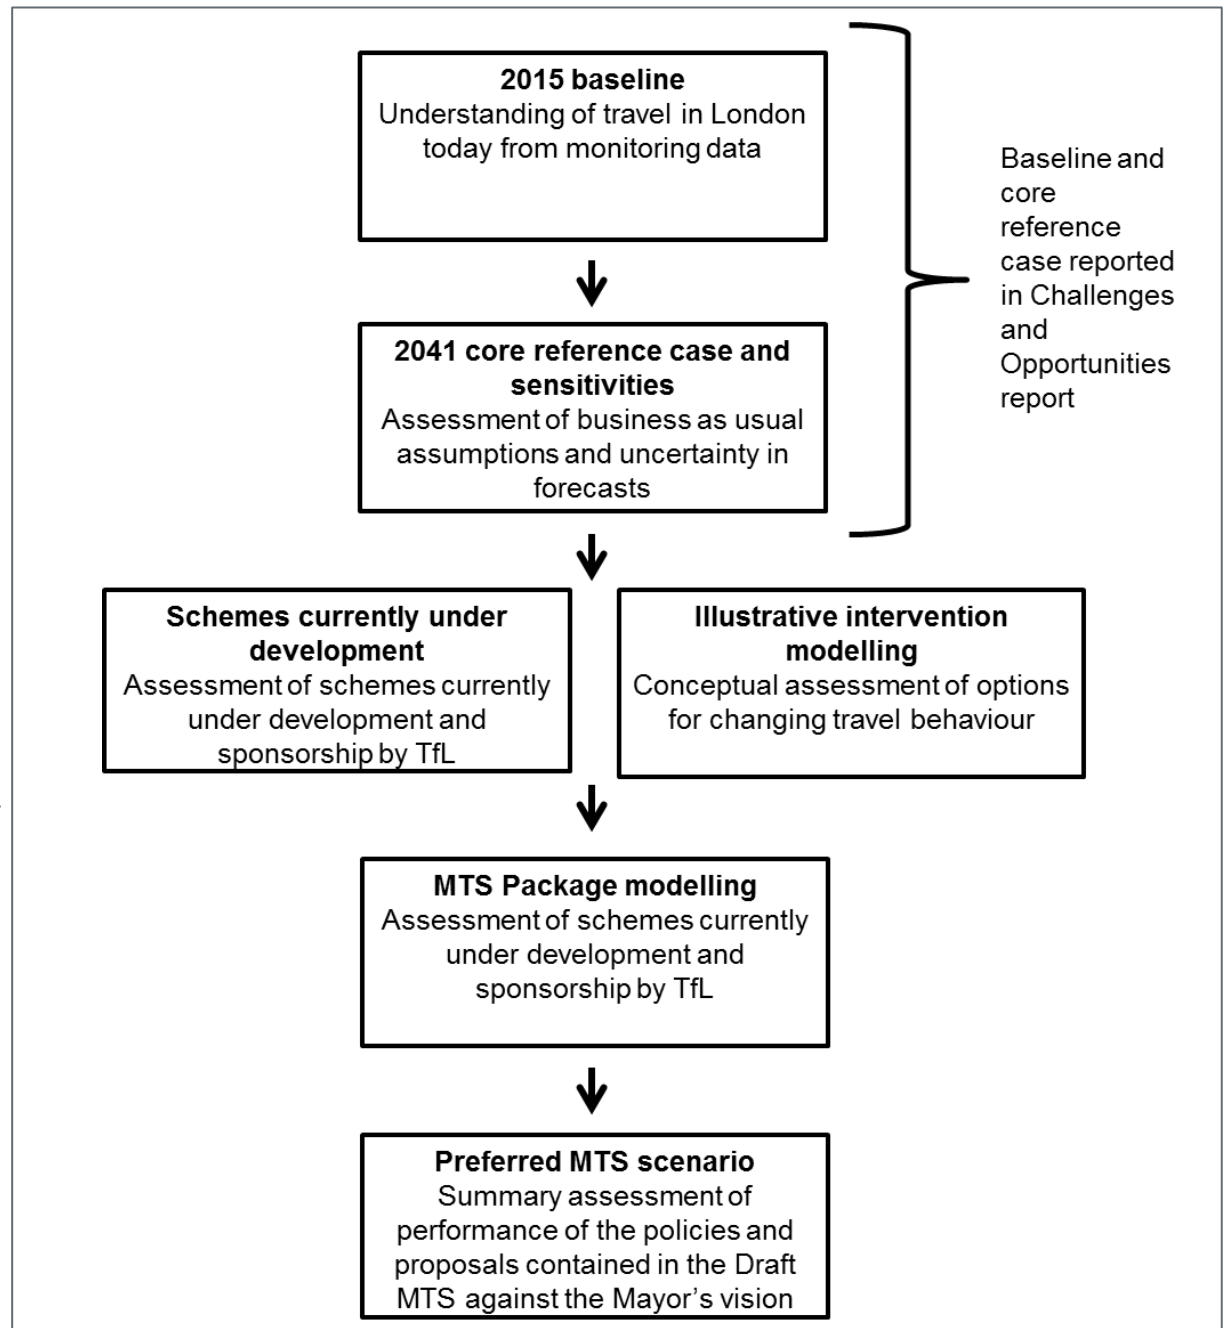 2015 baseline
Understanding of travel in London
today from monitoring data
Baseline and
core
reference
case reported
in Challenges
and
Opportunities
report
2041 core reference case and
sensitivities
Assessment of business as usual
assumptions and uncertainty in
forecasts
Schemes currently under
development
Assessment of schemes currently
under development and
sponsorship by TfL
Illustrative intervention
modelling
Conceptual assessment of options
for changing travel behaviour
MTS Package modelling
Assessment of schemes currently
under development and
sponsorship by TfL
Preferred MTS scenario
Summary assessment of
performance of the policies and
proposals contained in the Draft
MTS against the Mayor's vision